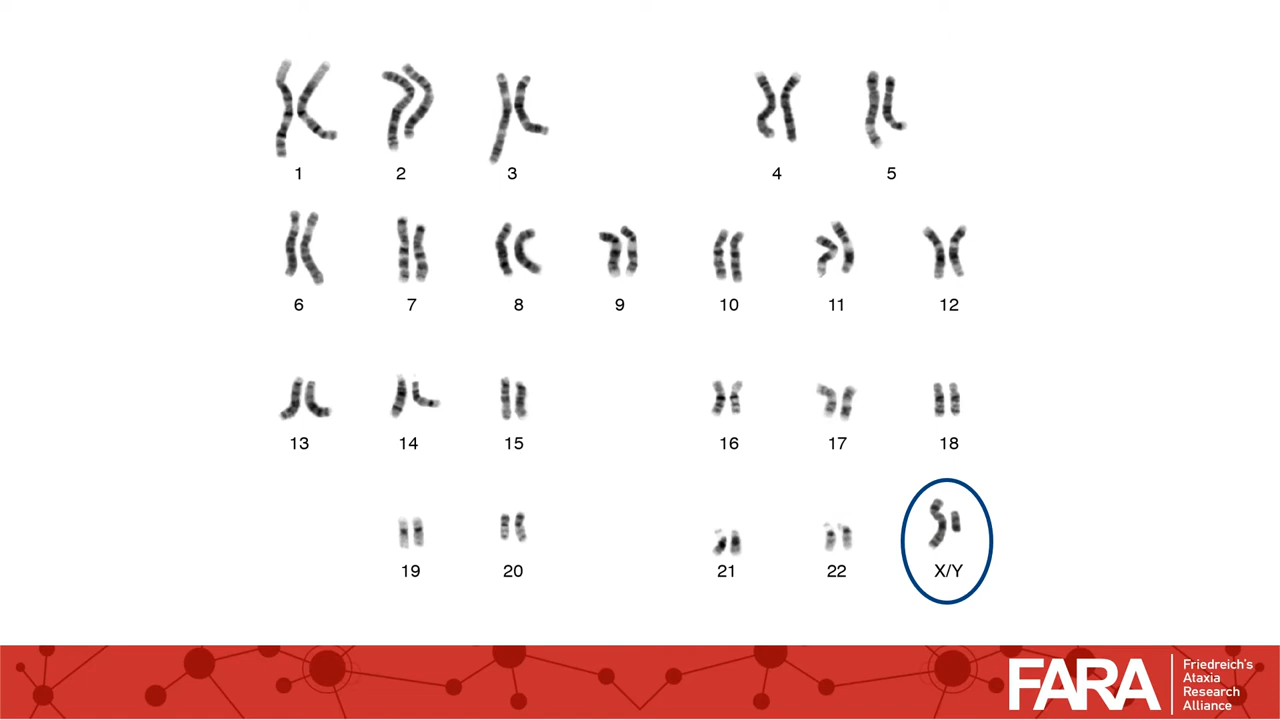 1 2 3 4 5
6 7 8 9 10 11 12
13 14 15 16 17 18
19 20 21 22 X/Y
FARA
Friedreich's
Ataxia
Research
Alliance